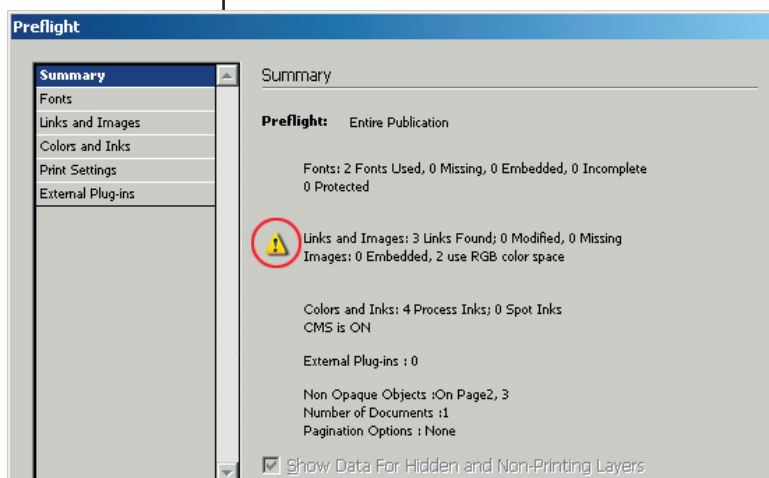 Preflight
Summary
Fonts
Links and Images
Colors and Inks
Print Settings
External Plug-ins
Summary
Preflight: Entire Publication
Fonts: 2 Fonts Used, 0 Missing, 0 Embedded, 0 Incomplete
0 Protected
Links and Images: 3 Links Found; 0 Modified, 0 Missing
Images: 0 Embedded, 2 use RGB color space
Colors and Inks: 4 Process Inks; 0 Spot Inks
CMS is ON
External Plug-ins : 0
Non Opaque Objects :On Page2, 3
Number of Documents :1
Pagination Options : None
Show Data For Hidden and Non-Printing Layers